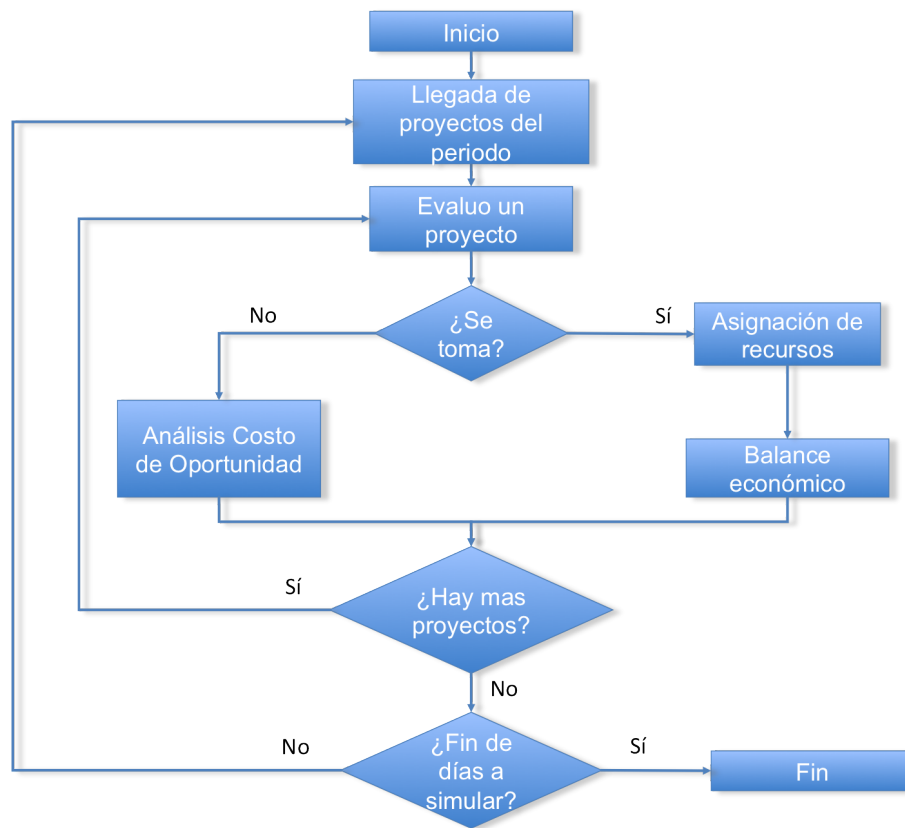 Inicio
Llegada de
proyectos del
periodo
Evaluo un
proyecto
No
¿Se
toma?
Sí
Asignación de
recursos
Análisis Costo
de Oportunidad
Balance
económico
Sí
¿Hay mas
proyectos?
No
No
¿Fin de
días a
simular?
Sí
Fin